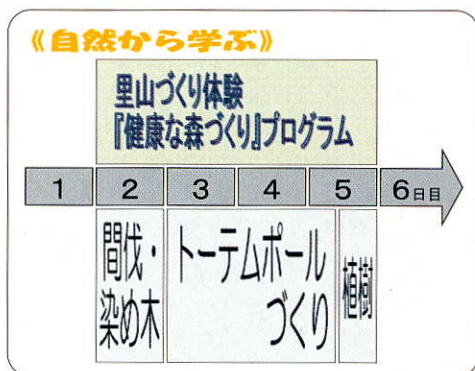 《自然から学ぶ》
里山づくり体験
『健康な森づくり』プログラム
1 2 3 4 5 6日目
間伐・
染め木
トーテムポール
づくり
植樹